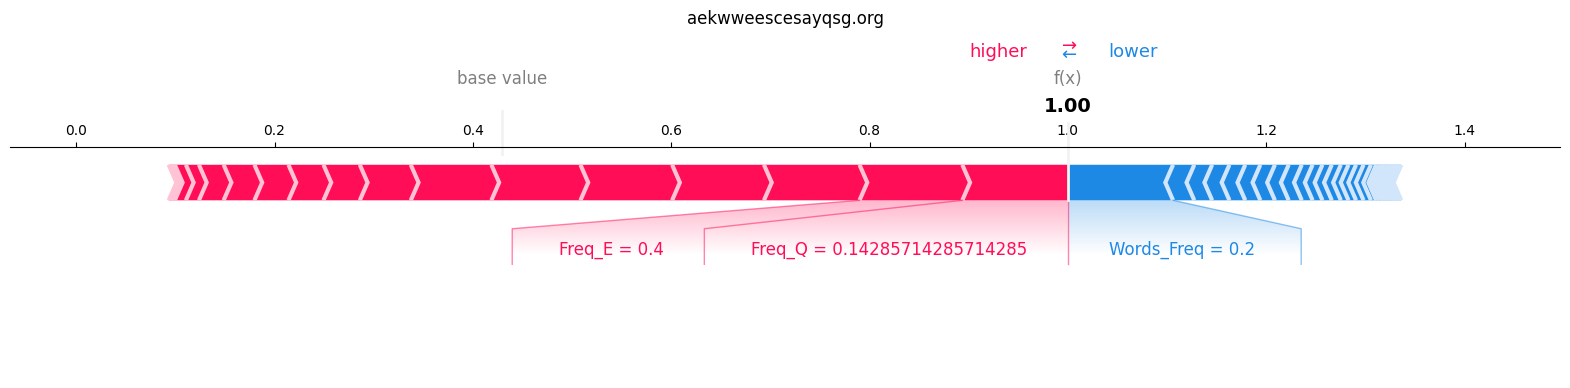 aekwweescesayqsg.org
higher → ← lower
base value f(x)
1.00
0.0 0.2 0.4 0.6 0.8 1.0 1.2 1.4
Freq_E = 0.4 Freq_Q = 0.14285714285714285 Words_Freq = 0.2